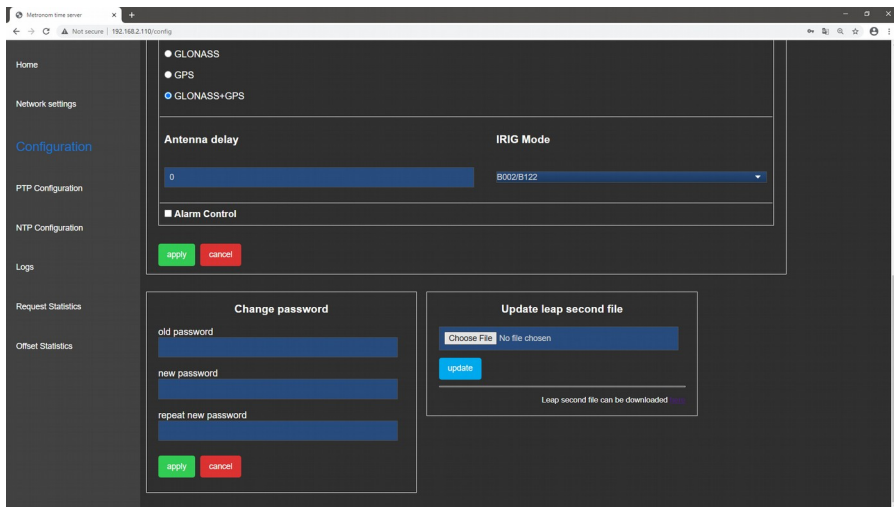 Metronom time server
Not secure | 192.168.2.110/config
Home
Network settings
Configuration
PTP Configuration
NTP Configuration
Logs
Request Statistics
Offset Statistics
GLONASS
GPS
GLONASS+GPS
Antenna delay
IRIG Mode
0
B002/B122
Alarm Control
apply cancel
Change password
old password
new password
repeat new password
apply cancel
Update leap second file
Choose File No file chosen
update
Leap second file can be downloaded